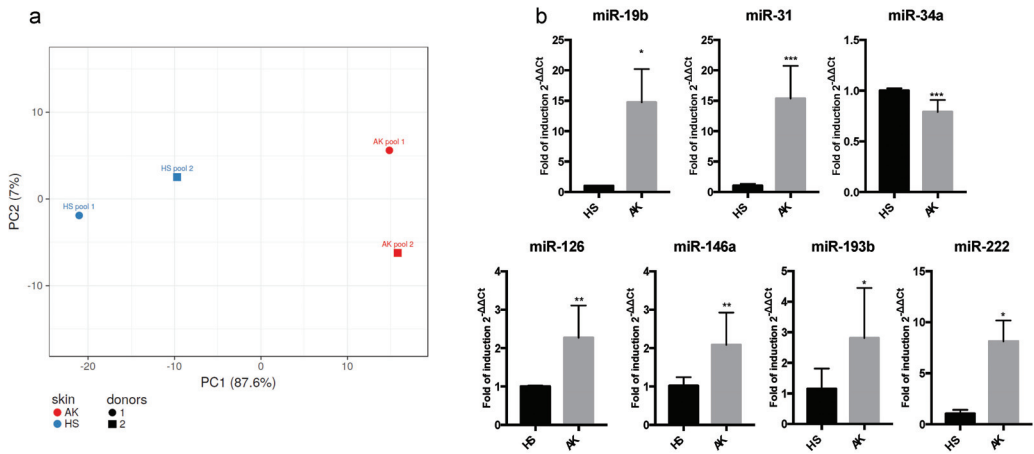 a
PC2 (7%)
10
0
-10
AK pool 1
HS pool 2
HS pool 1
AK pool 2
-20
-10
0
10
PC1 (87.6%)
skin
AK
HS
donors
1
2
b
miR-19b
Fold of induction 2-ΔΔCt
25
20
15
10
5
0
*
HS
AK
miR-31
Fold of induction 2-ΔΔCt
25
20
15
10
5
0
***
HS
AK
miR-34a
Fold of induction 2-ΔΔCt
1.5
1.0
0.5
0.0
***
HS
AK
miR-126
Fold of induction 2-ΔΔCt
4
3
2
1
0
**
HS
AK
miR-146a
Fold of induction 2-ΔΔCt
4
3
2
1
0
**
HS
AK
miR-193b
Fold of induction 2-ΔΔCt
5
4
3
2
1
0
*
HS
AK
miR-222
Fold of induction 2-ΔΔCt
15
10
5
0
*
HS
AK